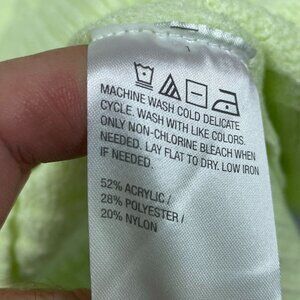 MACHINE WASH COLD DELICATE
CYCLE. WASH WITH LIKE COLORS.
ONLY NON-CHLORINE BLEACH WHEN
NEEDED. LAY FLAT TO DRY. LOW IRON
IF NEEDED.
52% ACRYLIC /
28% POLYESTER /
20% NYLON